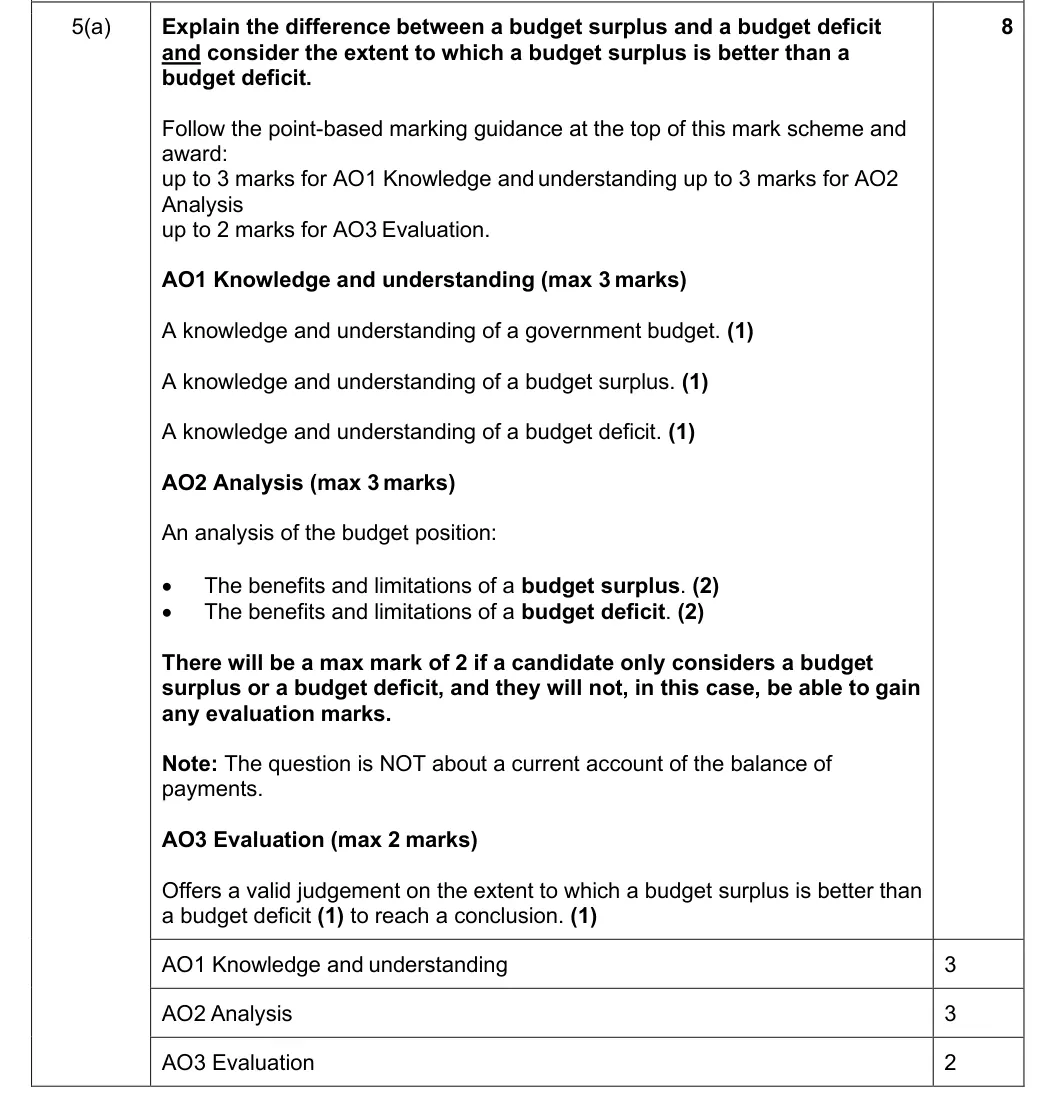 5(a) Explain the difference between a budget surplus and a budget deficit 8
and consider the extent to which a budget surplus is better than a
budget deficit.
Follow the point-based marking guidance at the top of this mark scheme and
award:
up to 3 marks for AO1 Knowledge and understanding up to 3 marks for AO2
Analysis
up to 2 marks for AO3 Evaluation.
AO1 Knowledge and understanding (max 3 marks)
A knowledge and understanding of a government budget. (1)
A knowledge and understanding of a budget surplus. (1)
A knowledge and understanding of a budget deficit. (1)
AO2 Analysis (max 3 marks)
An analysis of the budget position:
• The benefits and limitations of a budget surplus. (2)
• The benefits and limitations of a budget deficit. (2)
There will be a max mark of 2 if a candidate only considers a budget
surplus or a budget deficit, and they will not, in this case, be able to gain
any evaluation marks.
Note: The question is NOT about a current account of the balance of
payments.
AO3 Evaluation (max 2 marks)
Offers a valid judgement on the extent to which a budget surplus is better than
a budget deficit (1) to reach a conclusion. (1)
AO1 Knowledge and understanding 3
AO2 Analysis 3
AO3 Evaluation 2